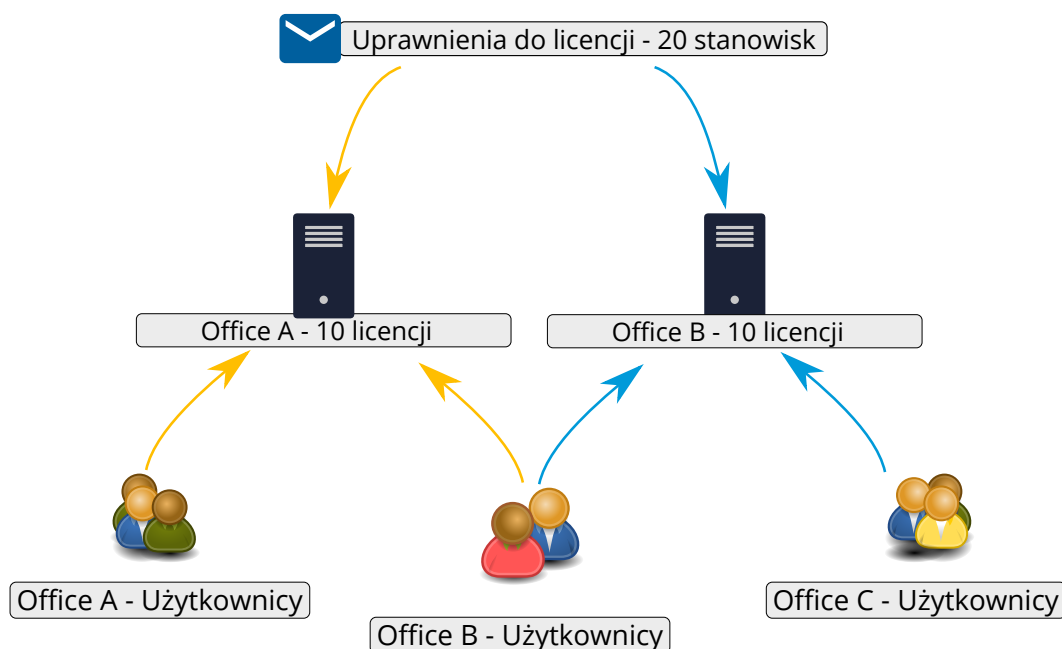 Uprawnienia do licencji - 20 stanowisk
Office A - 10 licencji
Office B - 10 licencji
Office A - Użytkownicy
Office B - Użytkownicy
Office C - Użytkownicy